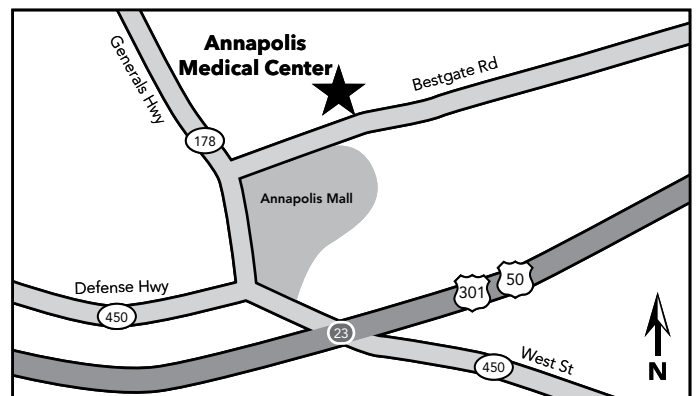 Annapolis
Medical Center
Generals Hwy
Bestgate Rd
178
Annapolis Mall
Defense Hwy
450
301
50
23
West St
450
N